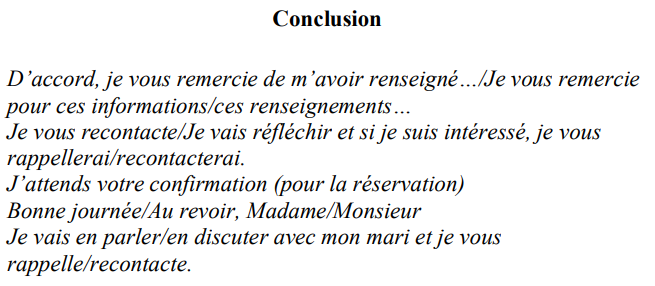 Conclusion
D’accord, je vous remercie de m’avoir renseigné…/Je vous remercie
pour ces informations/ces renseignements…
Je vous recontacte/Je vais réfléchir et si je suis intéressé, je vous
rappellerai/recontacterai.
J’attends votre confirmation (pour la réservation)
Bonne journée/Au revoir, Madame/Monsieur
Je vais en parler/en discuter avec mon mari et je vous
rappelle/recontacte.